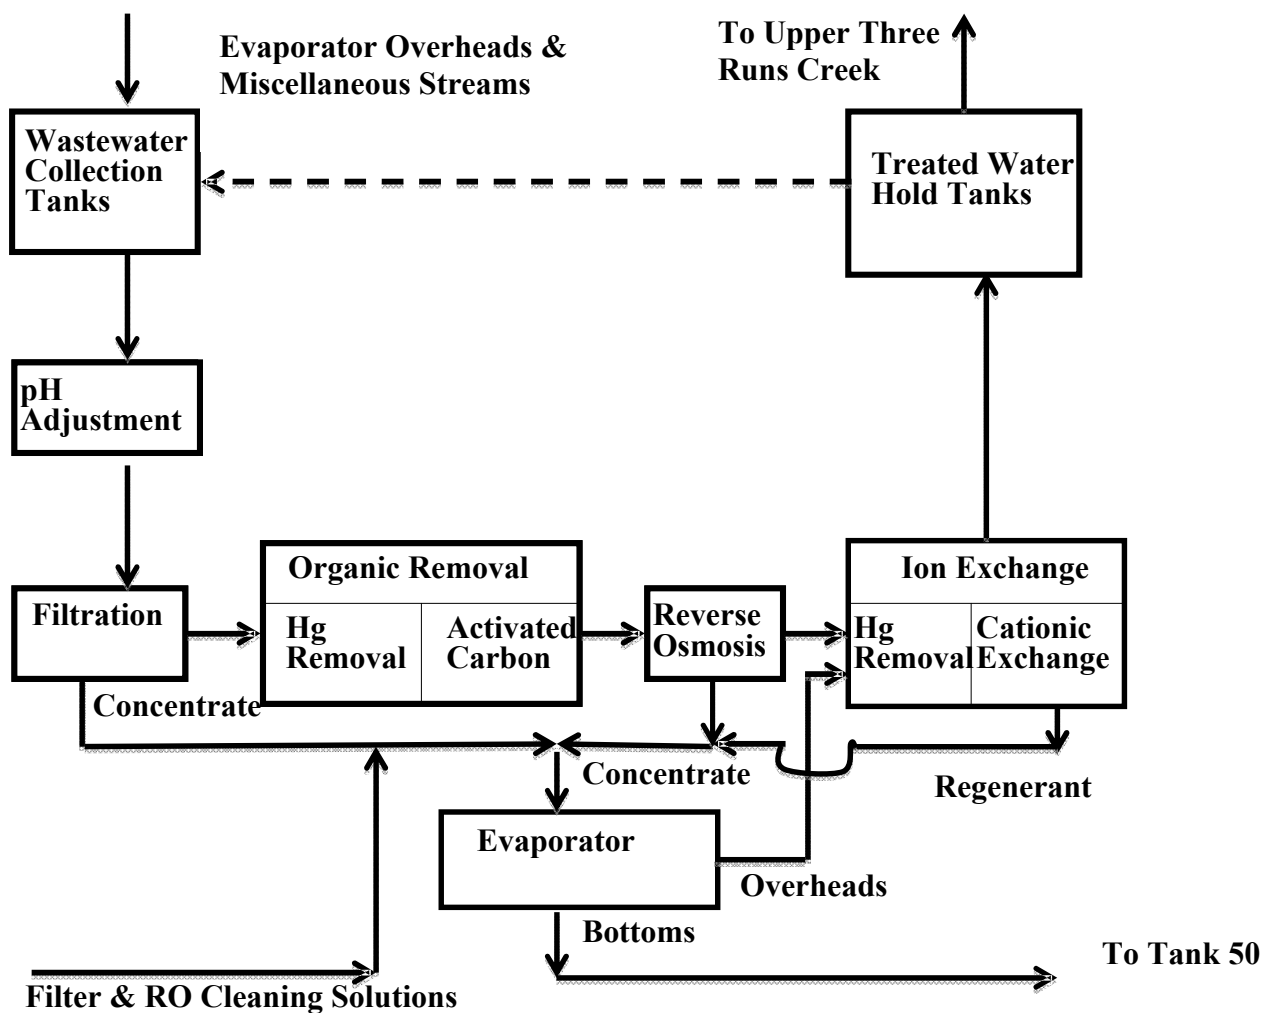 Evaporator Overheads &
Miscellaneous Streams
To Upper Three
Runs Creek
Wastewater
Collection
Tanks
Treated Water
Hold Tanks
pH
Adjustment
Filtration
Organic Removal
Hg
Removal
Activated
Carbon
Reverse
Osmosis
Ion Exchange
Hg
Removal
Cationic
Exchange
Concentrate
Concentrate
Regenerant
Evaporator
Overheads
Bottoms
To Tank 50
Filter & RO Cleaning Solutions